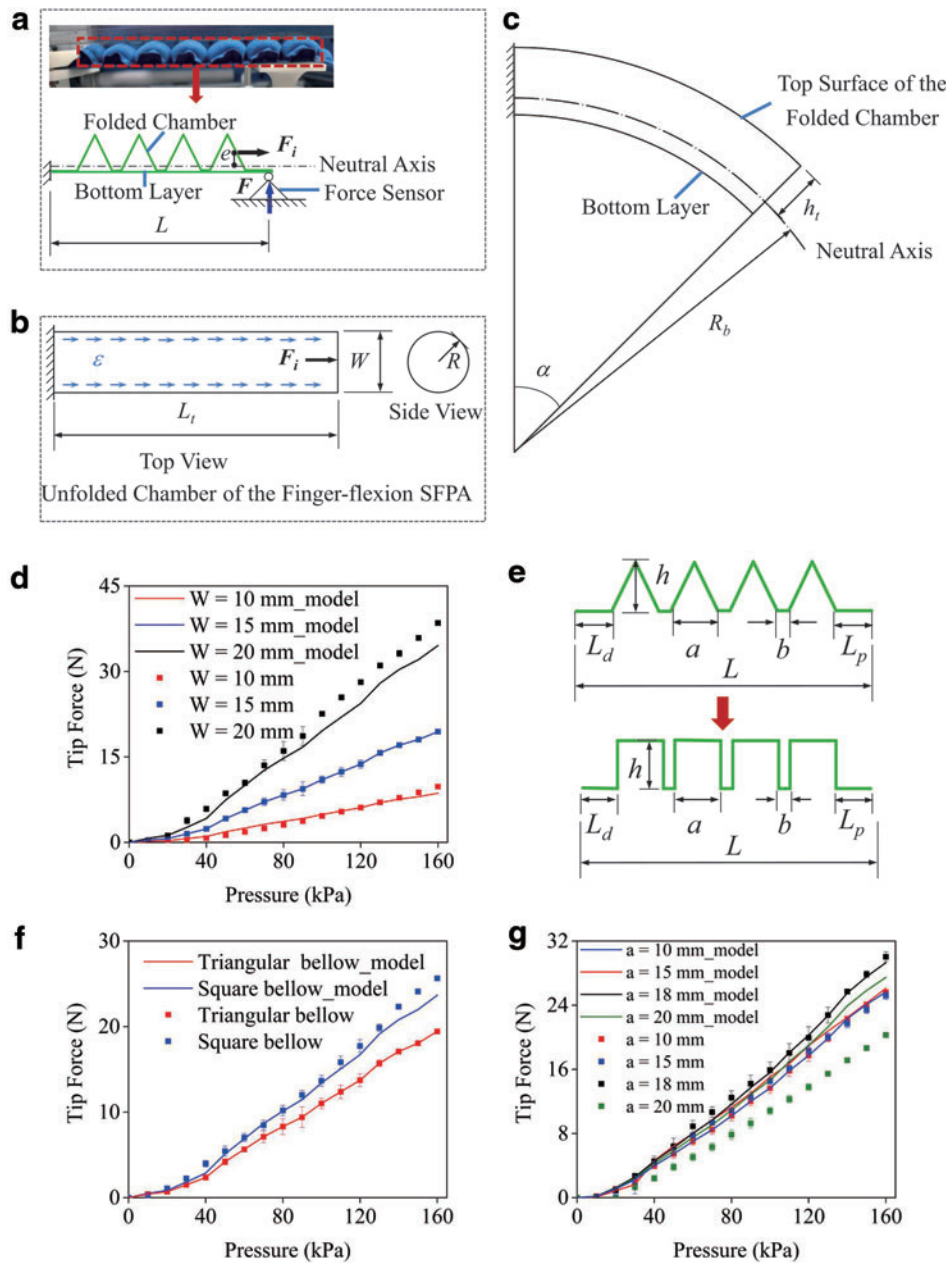 a
Folded Chamber
e
F_i
Neutral Axis
Bottom Layer
F
Force Sensor
L
b
ε
F_i
W
R
L_t
Side View
Top View
Unfolded Chamber of the Finger-flexion SFPA
c
Top Surface of the
Folded Chamber
Bottom Layer
h_t
Neutral Axis
R_b
α
d
45
30
15
0
Tip Force (N)
W = 10 mm_model
W = 15 mm_model
W = 20 mm_model
W = 10 mm
W = 15 mm
W = 20 mm
0 40 80 120 160
Pressure (kPa)
e
h
L_d a b L_p
L
h
L_d a b L_p
L
f
30
20
10
0
Tip Force (N)
Triangular bellow_model
Square bellow_model
Triangular bellow
Square bellow
0 40 80 120 160
Pressure (kPa)
g
32
24
16
8
0
Tip Force (N)
a = 10 mm_model
a = 15 mm_model
a = 18 mm_model
a = 20 mm_model
a = 10 mm
a = 15 mm
a = 18 mm
a = 20 mm
0 40 80 120 160
Pressure (kPa)